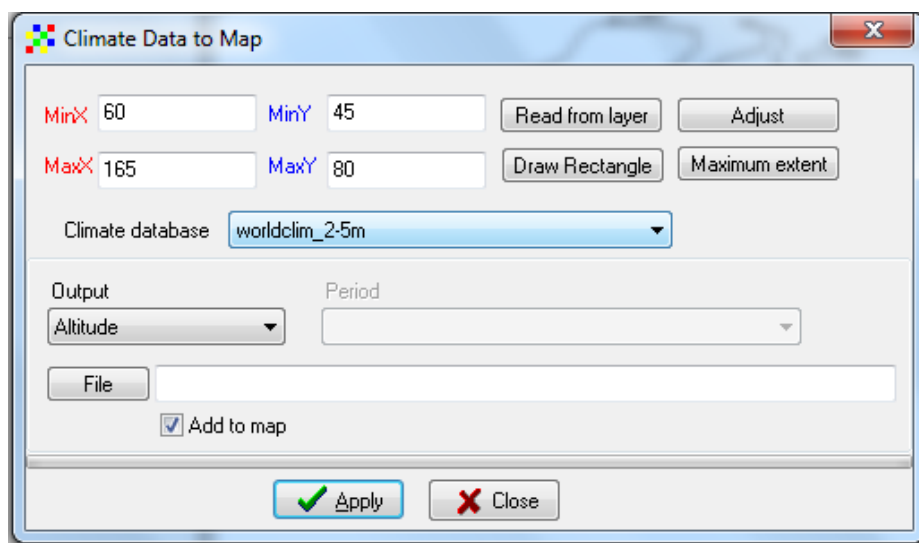 Climate Data to Map
MinX 60 MinY 45 Read from layer Adjust
MaxX 165 MaxY 80 Draw Rectangle Maximum extent
Climate database worldclim_2-5m
Output Period
Altitude
File
Add to map
Apply Close